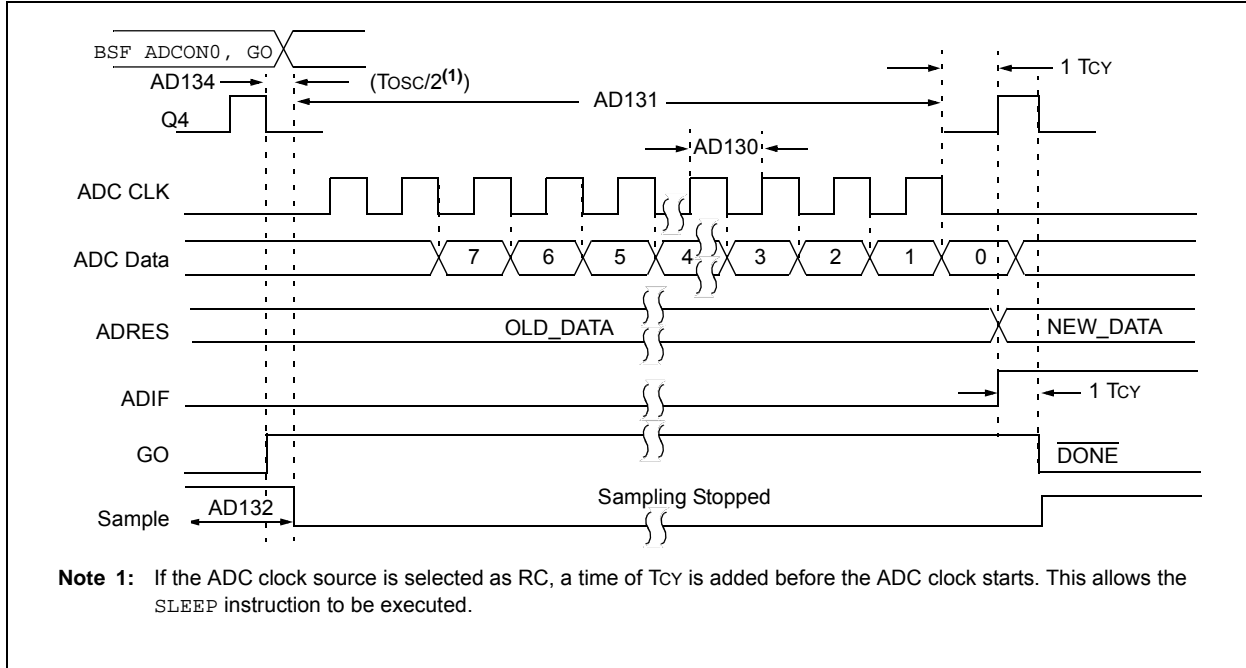 BSF ADCON0, GO
AD134
(TOSC/2(1))
AD131
1 TCY
Q4
AD130
ADC CLK
ADC Data
7 6 5 4 3 2 1 0
ADRES
OLD_DATA
NEW_DATA
ADIF
1 TCY
GO
DONE
Sample
AD132
Sampling Stopped
Note 1: If the ADC clock source is selected as RC, a time of TCY is added before the ADC clock starts. This allows the
SLEEP instruction to be executed.